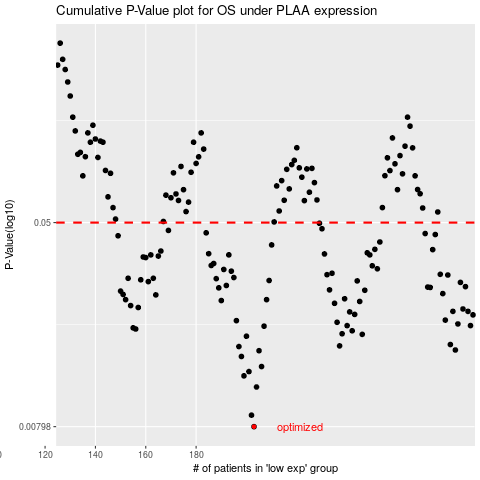 Cumulative P-Value plot for OS under PLAA expression
P-Value(log10)
0.05
0.00798
optimized
0 120 140 160 180
# of patients in 'low exp' group